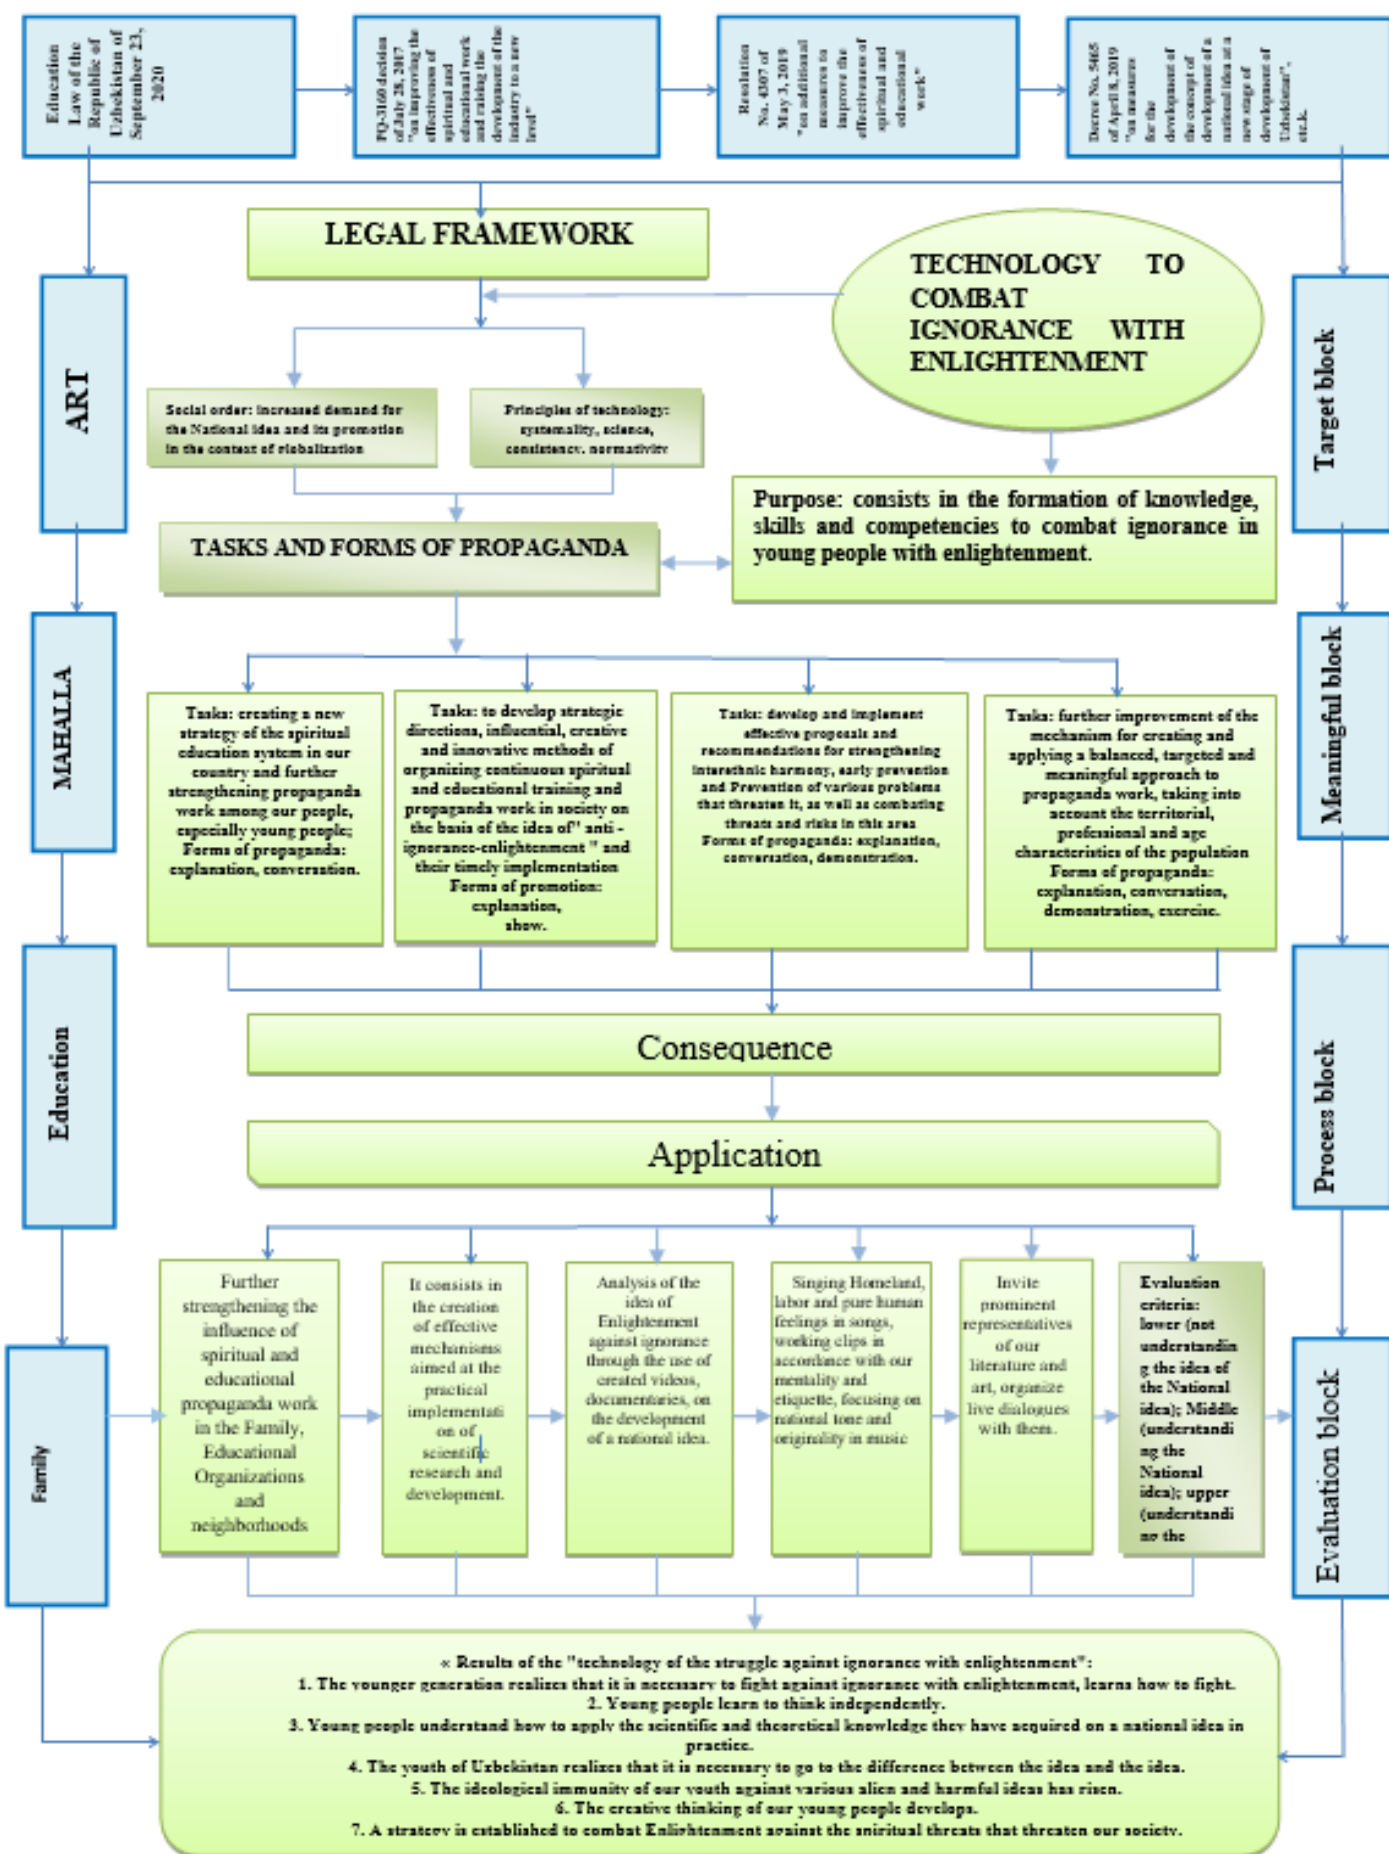 Education
Law of the
Republic of
Uzbekistan of
September 23,
2020
PQ-3160 decision
of July 28, 2017
"on improving the
effectiveness of
spiritual and
educational work
and raising the
development of the
industry to a new
level"
Resolution
No. 4307 of
May 3, 2019
"on additional
measures to
improve the
effectiveness of
spiritual and
educational
work"
Decree No. 5465
of April 8, 2019
"on measures
for the
development of
the concept of
development of a
national idea at a
new stage of
development of
Uzbekistan",
etc.k.
LEGAL FRAMEWORK
TECHNOLOGY TO
COMBAT
IGNORANCE WITH
ENLIGHTENMENT
ART
Target block
Social order: increased demand for
the National idea and its promotion
in the context of globalization
Principles of technology:
systemality, science,
consistency, normativity
Purpose: consists in the formation of knowledge,
skills and competencies to combat ignorance in
young people with enlightenment.
TASKS AND FORMS OF PROPAGANDA
MAHALLA
Meaningful block
Tasks: creating a new
strategy of the spiritual
education system in our
country and further
strengthening propaganda
work among our people,
especially young people;
Forms of propaganda:
explanation, conversation.
Tasks: to develop strategic
directions, influential, creative
and innovative methods of
organizing continuous spiritual
and educational training and
propaganda work in society on
the basis of the idea of" anti -
ignorance-enlightenment " and
their timely implementation
Forms of promotion:
explanation,
show.
Tasks: develop and implement
effective proposals and
recommendations for strengthening
interethnic harmony, early prevention
and Prevention of various problems
that threaten it, as well as combating
threats and risks in this area
Forms of propaganda: explanation,
conversation, demonstration.
Tasks: further improvement of the
mechanism for creating and
applying a balanced, targeted and
meaningful approach to
propaganda work, taking into
account the territorial,
professional and age
characteristics of the population
Forms of propaganda:
explanation, conversation,
demonstration, exercise.
Education
Process block
Consequence
Application
Family
Evaluation block
Further
strengthening the
influence of
spiritual and
educational
propaganda work
in the Family,
Educational
Organizations
and
neighborhoods
It consists in
the creation
of effective
mechanisms
aimed at the
practical
implementati
on of
scientific
research and
development.
Analysis of the
idea of
Enlightenment
against ignorance
through the use of
created videos,
documentaries, on
the development
of a national idea.
Singing Homeland,
labor and pure human
feelings in songs,
working clips in
accordance with our
mentality and
etiquette, focusing on
national tone and
originality in music
Invite
prominent
representatives
of our
literature and
art, organize
live dialogues
with them.
Evaluation
criteria:
lower (not
understandin
g the idea of
the National
idea); Middle
(understandi
ng the
National
idea); upper
(understandi
ng the
« Results of the "technology of the struggle against ignorance with enlightenment":
1. The younger generation realizes that it is necessary to fight against ignorance with enlightenment, learns how to fight.
2. Young people learn to think independently.
3. Young people understand how to apply the scientific and theoretical knowledge they have acquired on a national idea in
practice.
4. The youth of Uzbekistan realizes that it is necessary to go to the difference between the idea and the idea.
5. The ideological immunity of our youth against various alien and harmful ideas has risen.
6. The creative thinking of our young people develops.
7. A strategy is established to combat Enlightenment against the spiritual threats that threaten our society.